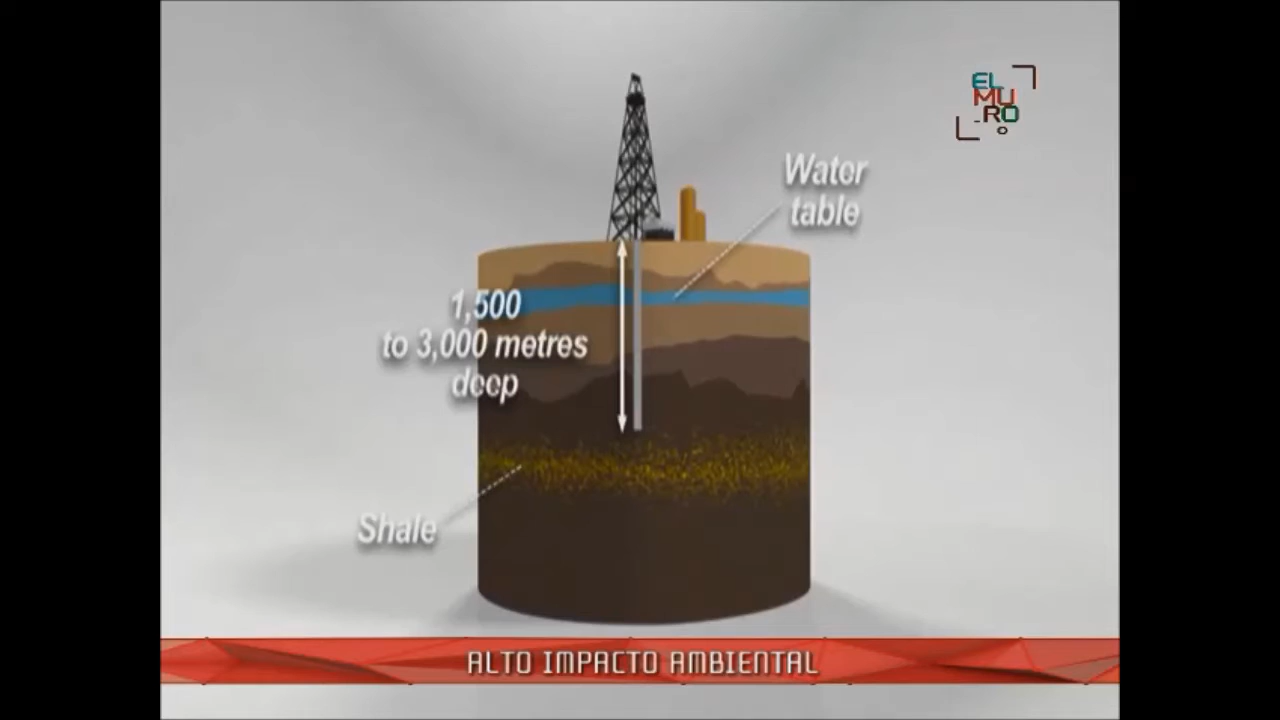 EL
MU
RO
Water
table
1,500
to 3,000 metres
deep
Shale
ALTO IMPACTO AMBIENTAL